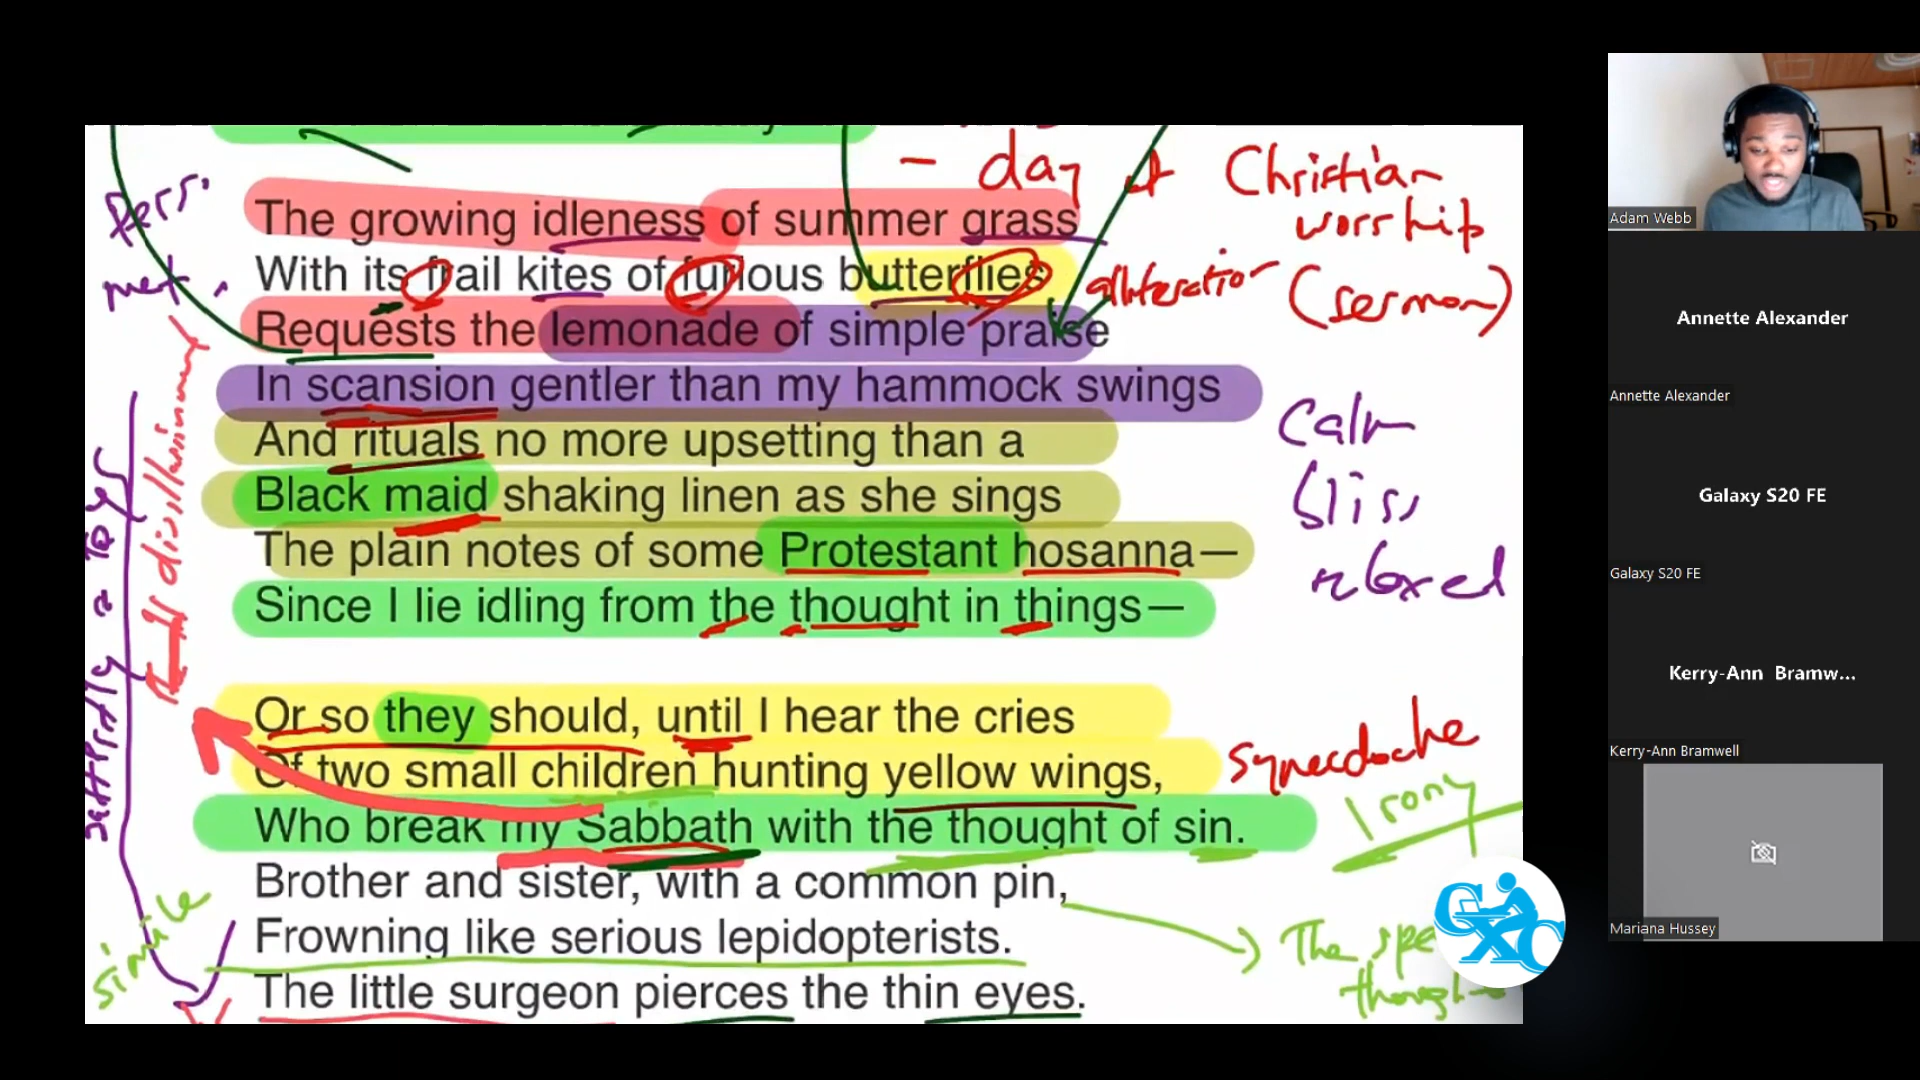 - day of Christian
worship
(sermon)
pers.
met.
The growing idleness of summer grass
With its frail kites of furious butterflies
alliteration
Requests the lemonade of simple praise
In scansion gentler than my hammock swings
And rituals no more upsetting than a
Black maid shaking linen as she sings
The plain notes of some Protestant hosanna—
Since I lie idling from the thought in things—
calm
bliss
relaxed
Or so they should, until I hear the cries
Of two small children hunting yellow wings,
Who break my Sabbath with the thought of sin.
Brother and sister, with a common pin,
Frowning like serious lepidopterists.
The little surgeon pierces the thin eyes.
synecdoche
Irony
simile
The
GXC
Adam Webb
Annette Alexander
Annette Alexander
Galaxy S20 FE
Galaxy S20 FE
Kerry-Ann Bramw...
Kerry-Ann Bramwell
Mariana Hussey